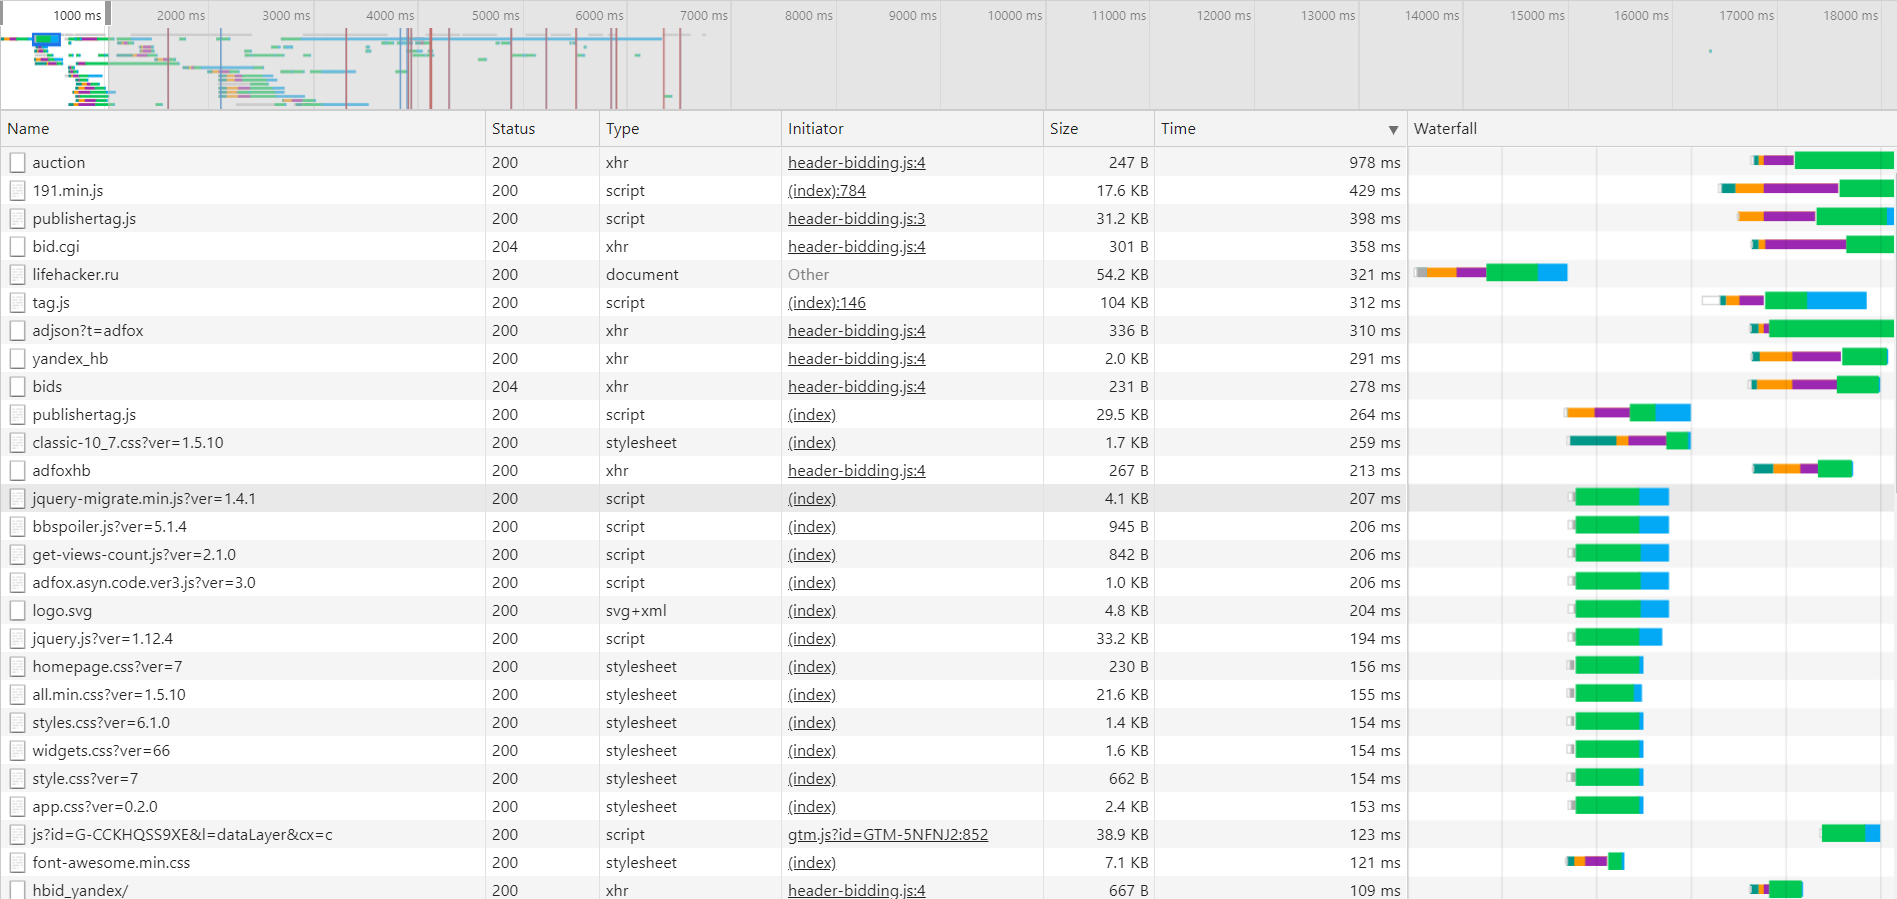 1000 ms 2000 ms 3000 ms 4000 ms 5000 ms 6000 ms 7000 ms 8000 ms 9000 ms 10000 ms 11000 ms 12000 ms 13000 ms 14000 ms 15000 ms 16000 ms 17000 ms 18000 ms
Name Status Type Initiator Size Time ▼ Waterfall
auction 200 xhr header-bidding.js:4 247 B 978 ms
191.min.js 200 script (index):784 17.6 KB 429 ms
publishertag.js 200 script header-bidding.js:3 31.2 KB 398 ms
bid.cgi 204 xhr header-bidding.js:4 301 B 358 ms
lifehacker.ru 200 document Other 54.2 KB 321 ms
tag.js 200 script (index):146 104 KB 312 ms
adjson?t=adfox 200 xhr header-bidding.js:4 336 B 310 ms
yandex_hb 200 xhr header-bidding.js:4 2.0 KB 291 ms
bids 204 xhr header-bidding.js:4 231 B 278 ms
publishertag.js 200 script (index) 29.5 KB 264 ms
classic-10_7.css?ver=1.5.10 200 stylesheet (index) 1.7 KB 259 ms
adfoxhb 200 xhr header-bidding.js:4 267 B 213 ms
jquery-migrate.min.js?ver=1.4.1 200 script (index) 4.1 KB 207 ms
bbspoiler.js?ver=5.1.4 200 script (index) 945 B 206 ms
get-views-count.js?ver=2.1.0 200 script (index) 842 B 206 ms
adfox.asyn.code.ver3.js?ver=3.0 200 script (index) 1.0 KB 206 ms
logo.svg 200 svg+xml (index) 4.8 KB 204 ms
jquery.js?ver=1.12.4 200 script (index) 33.2 KB 194 ms
homepage.css?ver=7 200 stylesheet (index) 230 B 156 ms
all.min.css?ver=1.5.10 200 stylesheet (index) 21.6 KB 155 ms
styles.css?ver=6.1.0 200 stylesheet (index) 1.4 KB 154 ms
widgets.css?ver=66 200 stylesheet (index) 1.6 KB 154 ms
style.css?ver=7 200 stylesheet (index) 662 B 154 ms
app.css?ver=0.2.0 200 stylesheet (index) 2.4 KB 153 ms
js?id=G-CCKHQSS9XE&l=dataLayer&cx=c 200 script gtm.js?id=GTM-5NFNJ2:852 38.9 KB 123 ms
font-awesome.min.css 200 stylesheet (index) 7.1 KB 121 ms
hbid_yandex/ 200 xhr header-bidding.js:4 667 B 109 ms